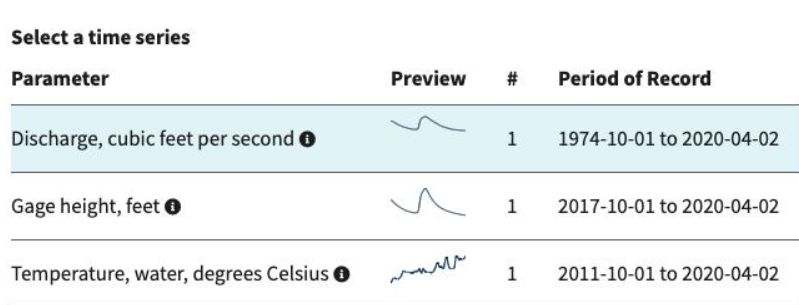 Select a time series
Parameter Preview # Period of Record
Discharge, cubic feet per second 1 1974-10-01 to 2020-04-02
Gage height, feet 1 2017-10-01 to 2020-04-02
Temperature, water, degrees Celsius 1 2011-10-01 to 2020-04-02